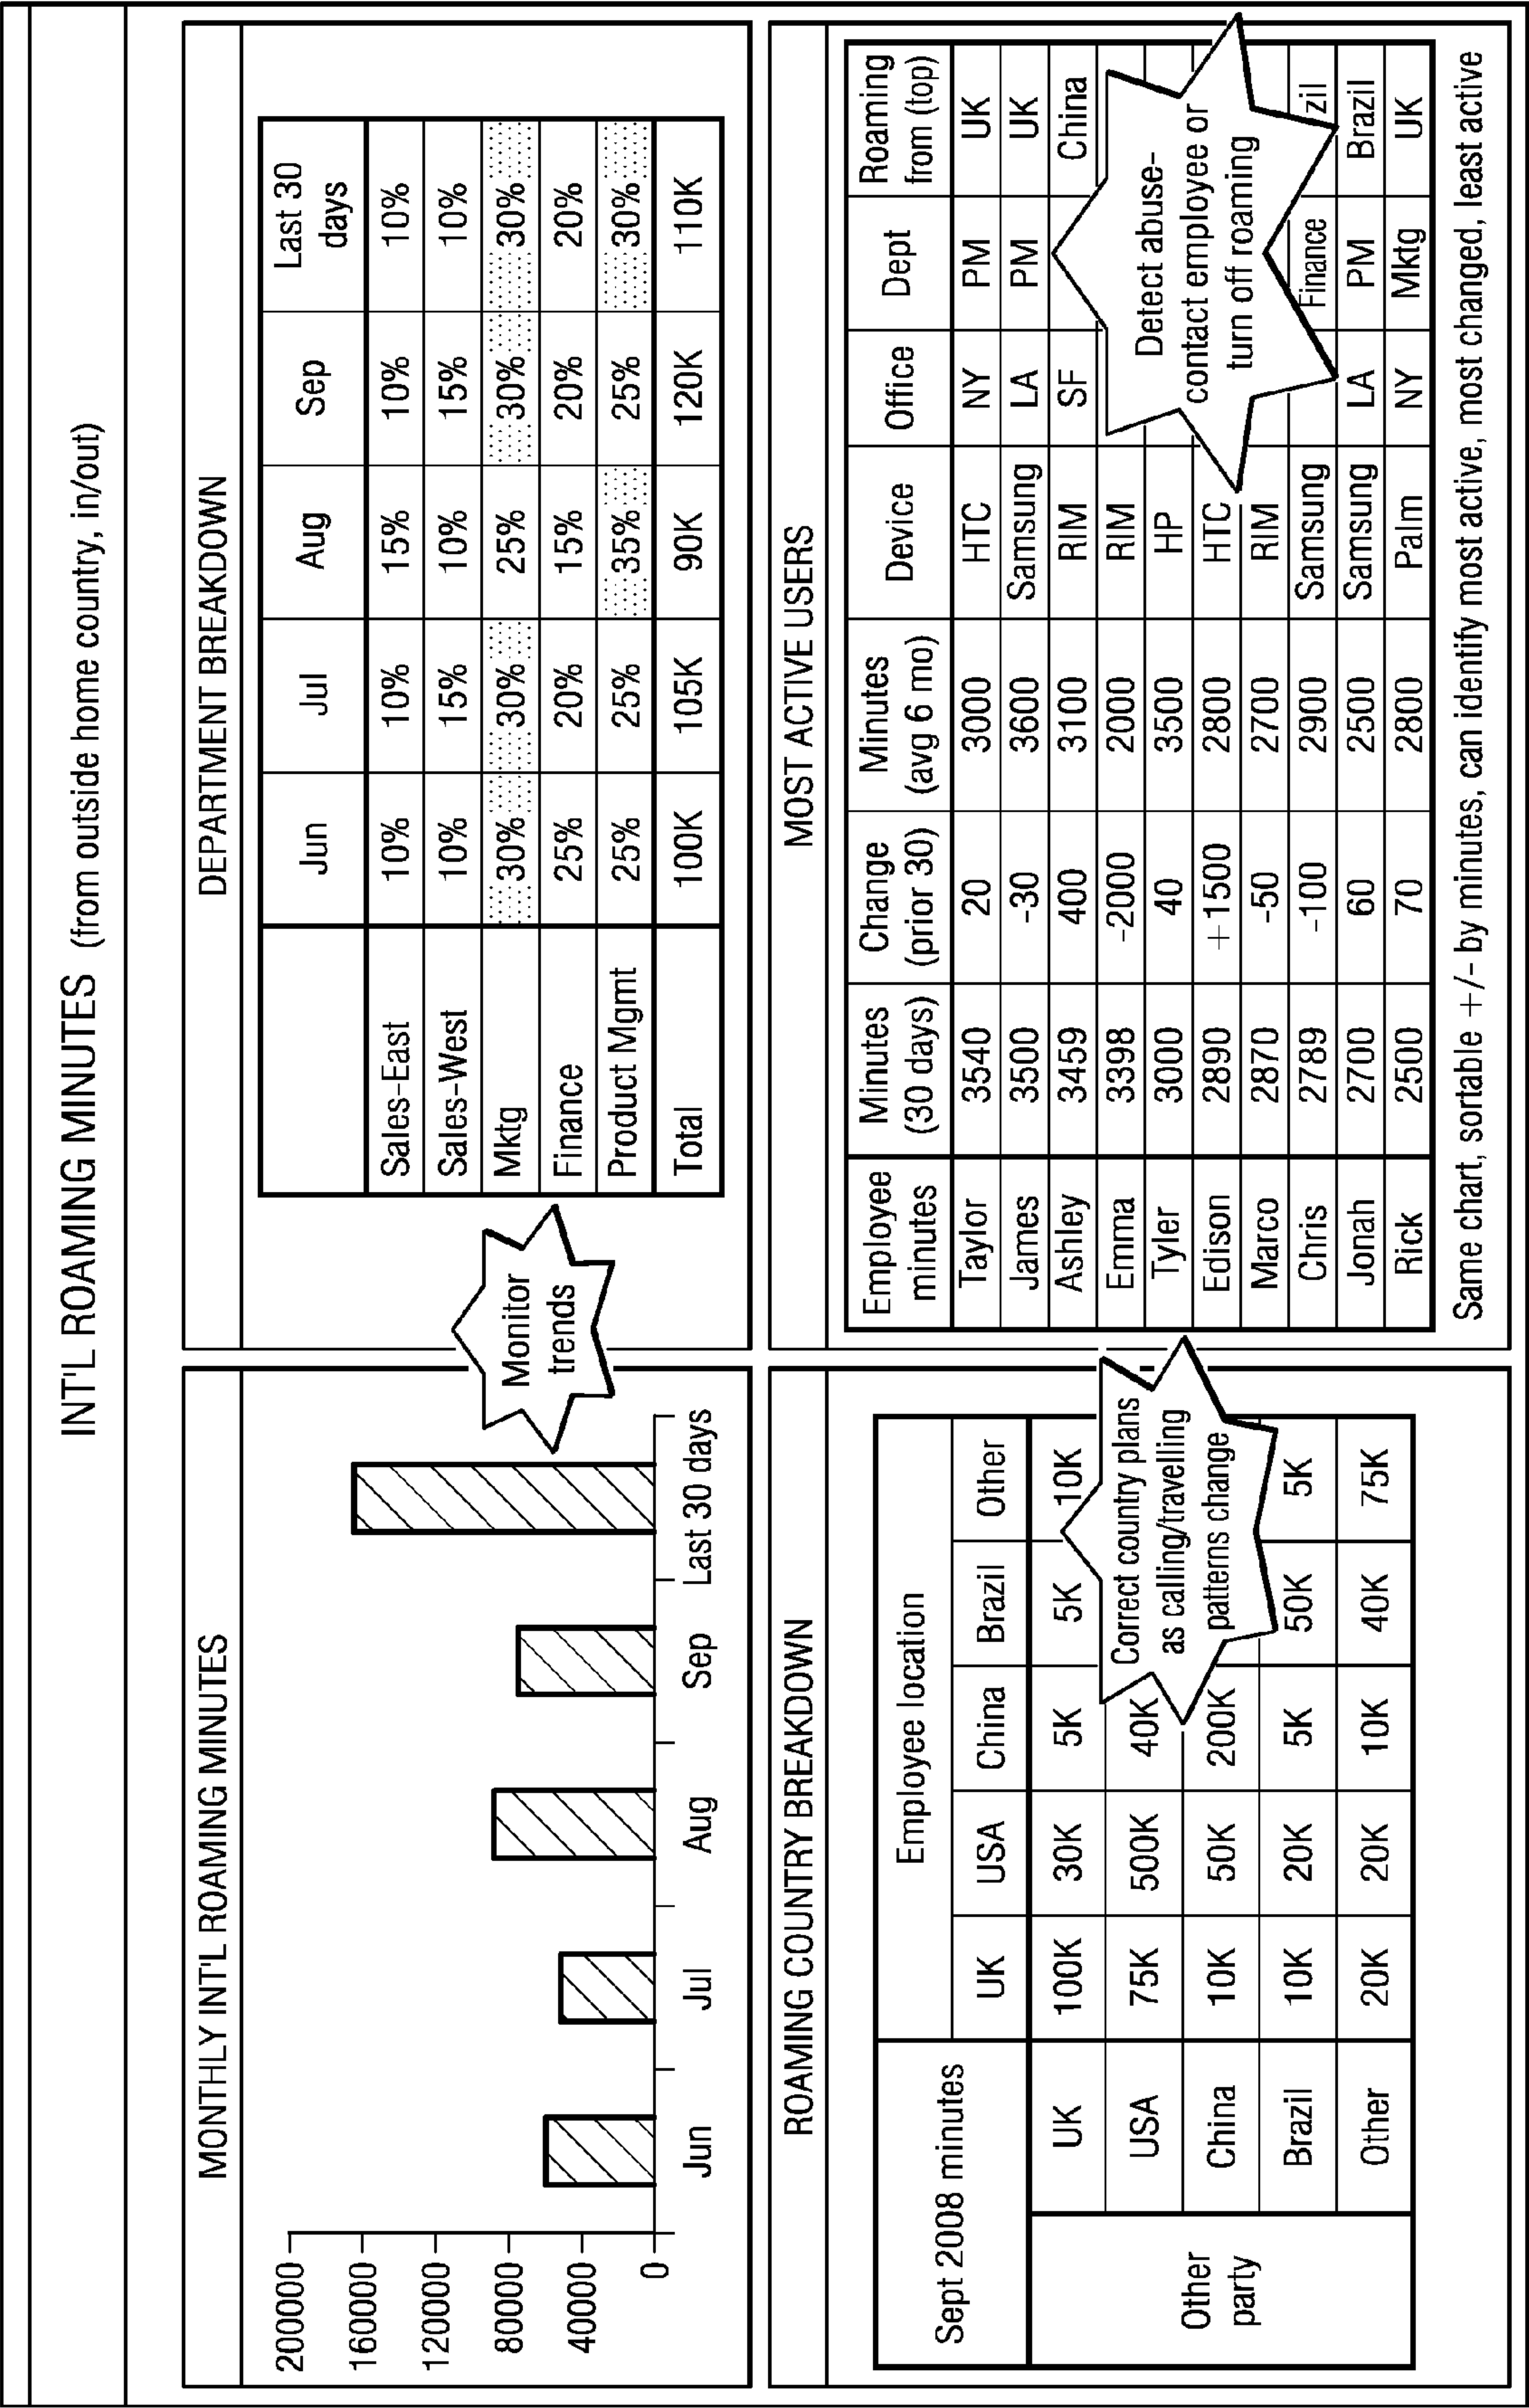 INT'L ROAMING MINUTES (from outside home country, in/out)
MONTHLY INT'L ROAMING MINUTES
200000
160000
120000
80000
40000
0
Jun Jul Aug Sep Last 30 days
Monitor
trends
DEPARTMENT BREAKDOWN
Jun Jul Aug Sep Last 30 days
Sales-East 10% 10% 15% 10% 10%
Sales-West 10% 15% 10% 15% 10%
Mktg 30% 30% 25% 30% 30%
Finance 25% 20% 15% 20% 20%
Product Mgmt 25% 25% 35% 25% 30%
Total 100K 105K 90K 120K 110K
ROAMING COUNTRY BREAKDOWN
Sept 2008 minutes Employee location
UK USA China Brazil Other
Other party
UK 100K 30K 5K 5K 10K
USA 75K 500K 40K
China 10K 50K 200K
Brazil 10K 20K 5K 50K 5K
Other 20K 20K 10K 40K 75K
Correct country plans
as calling/travelling
patterns change
MOST ACTIVE USERS
Employee minutes Minutes (30 days) Change (prior 30) Minutes (avg 6 mo) Device Office Dept Roaming from (top)
Taylor 3540 20 3000 HTC NY PM UK
James 3500 -30 3600 Samsung LA PM UK
Ashley 3459 400 3100 RIM SF China
Emma 3398 -2000 2000 RIM
Tyler 3000 40 3500 HP
Edison 2890 +1500 2800 HTC
Marco 2870 -50 2700 RIM
Chris 2789 -100 2900 Samsung Finance zil
Jonah 2700 60 2500 Samsung LA PM Brazil
Rick 2500 70 2800 Palm NY Mktg UK
Detect abuse-
contact employee or
turn off roaming
Same chart, sortable +/- by minutes, can identify most active, most changed, least active